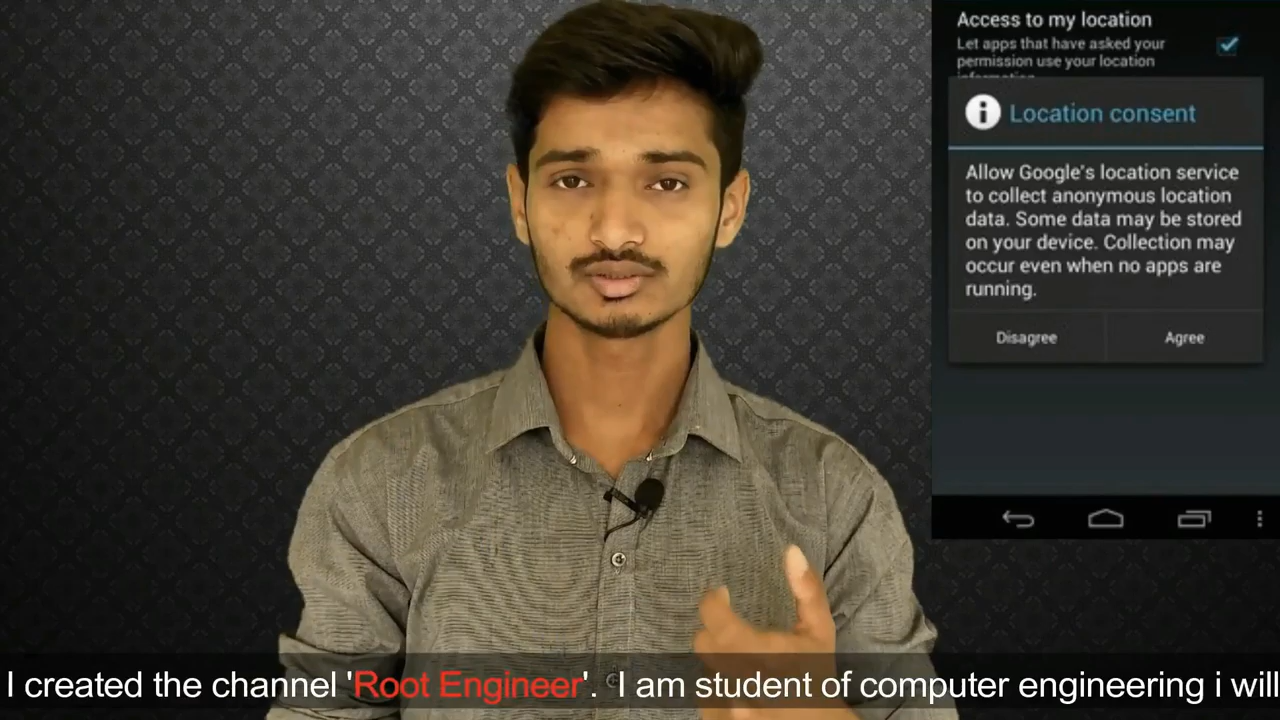 Access to my location
Let apps that have asked your
permission use your location
information
Location consent
Allow Google's location service
to collect anonymous location
data. Some data may be stored
on your device. Collection may
occur even when no apps are
running.
Disagree
Agree
I created the channel 'Root Engineer'. I am student of computer engineering i will